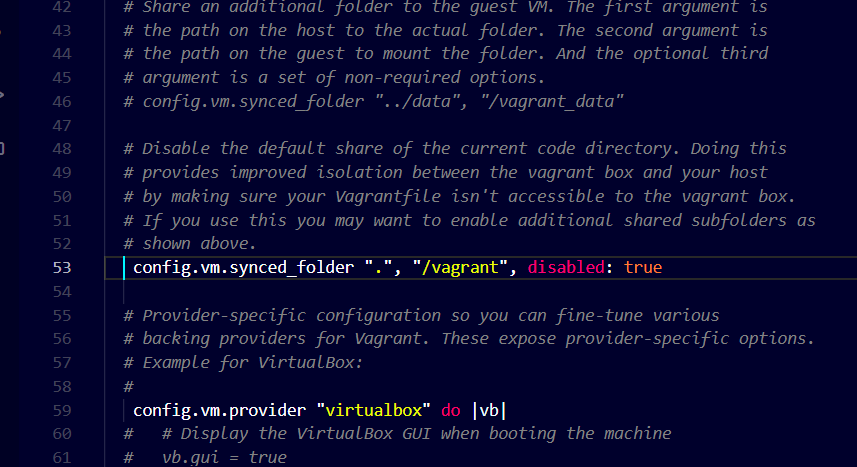 42 # Share an additional folder to the guest VM. The first argument is
43 # the path on the host to the actual folder. The second argument is
44 # the path on the guest to mount the folder. And the optional third
45 # argument is a set of non-required options.
46 # config.vm.synced_folder "../data", "/vagrant_data"
47
48 # Disable the default share of the current code directory. Doing this
49 # provides improved isolation between the vagrant box and your host
50 # by making sure your Vagrantfile isn't accessible to the vagrant box.
51 # If you use this you may want to enable additional shared subfolders as
52 # shown above.
53 config.vm.synced_folder ".", "/vagrant", disabled: true
54
55 # Provider-specific configuration so you can fine-tune various
56 # backing providers for Vagrant. These expose provider-specific options.
57 # Example for VirtualBox:
58 #
59 config.vm.provider "virtualbox" do |vb|
60 #   # Display the VirtualBox GUI when booting the machine
61 #   vb.gui = true